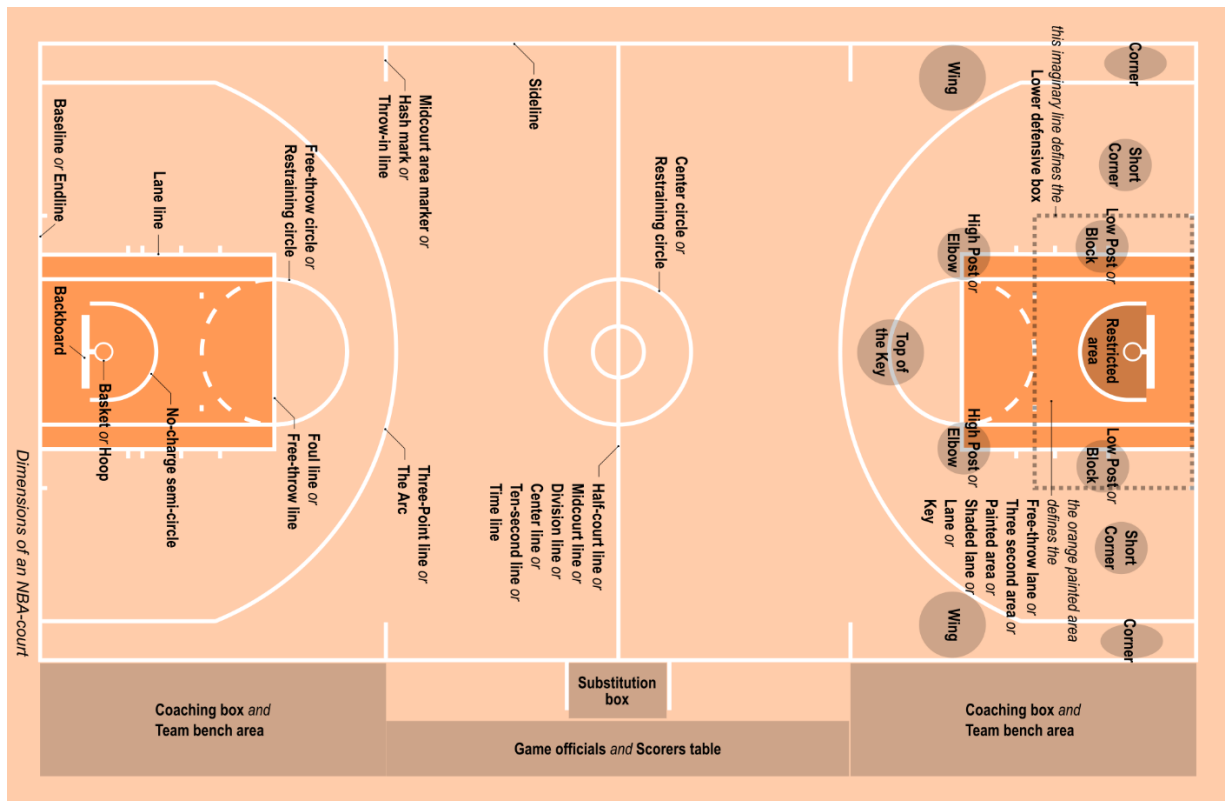 Baseline or Endline
Lane line
Backboard
Basket or Hoop
No-charge semi-circle
Free-throw circle or
Restraining circle
Foul line or
Free-throw line
Midcourt area marker or
Hash mark or
Throw-in line
Three-Point line or
The Arc
Sideline
Center circle or
Restraining circle
Half-court line or
Midcourt line or
Division line or
Center line or
Ten-second line or
Time line
Wing
Corner
this imaginary line defines the
Lower defensive box
Short
Corner
Low Post or
Block
High Post or
Elbow
Top of
the Key
Restricted
area
High Post or
Elbow
Low Post or
Block
the orange painted area
defines the
Free-throw lane or
Three second area or
Painted area or
Shaded lane or
Lane or
Key
Short
Corner
Wing
Corner
Dimensions of an NBA-court
Coaching box and
Team bench area
Substitution
box
Game officials and Scorers table
Coaching box and
Team bench area